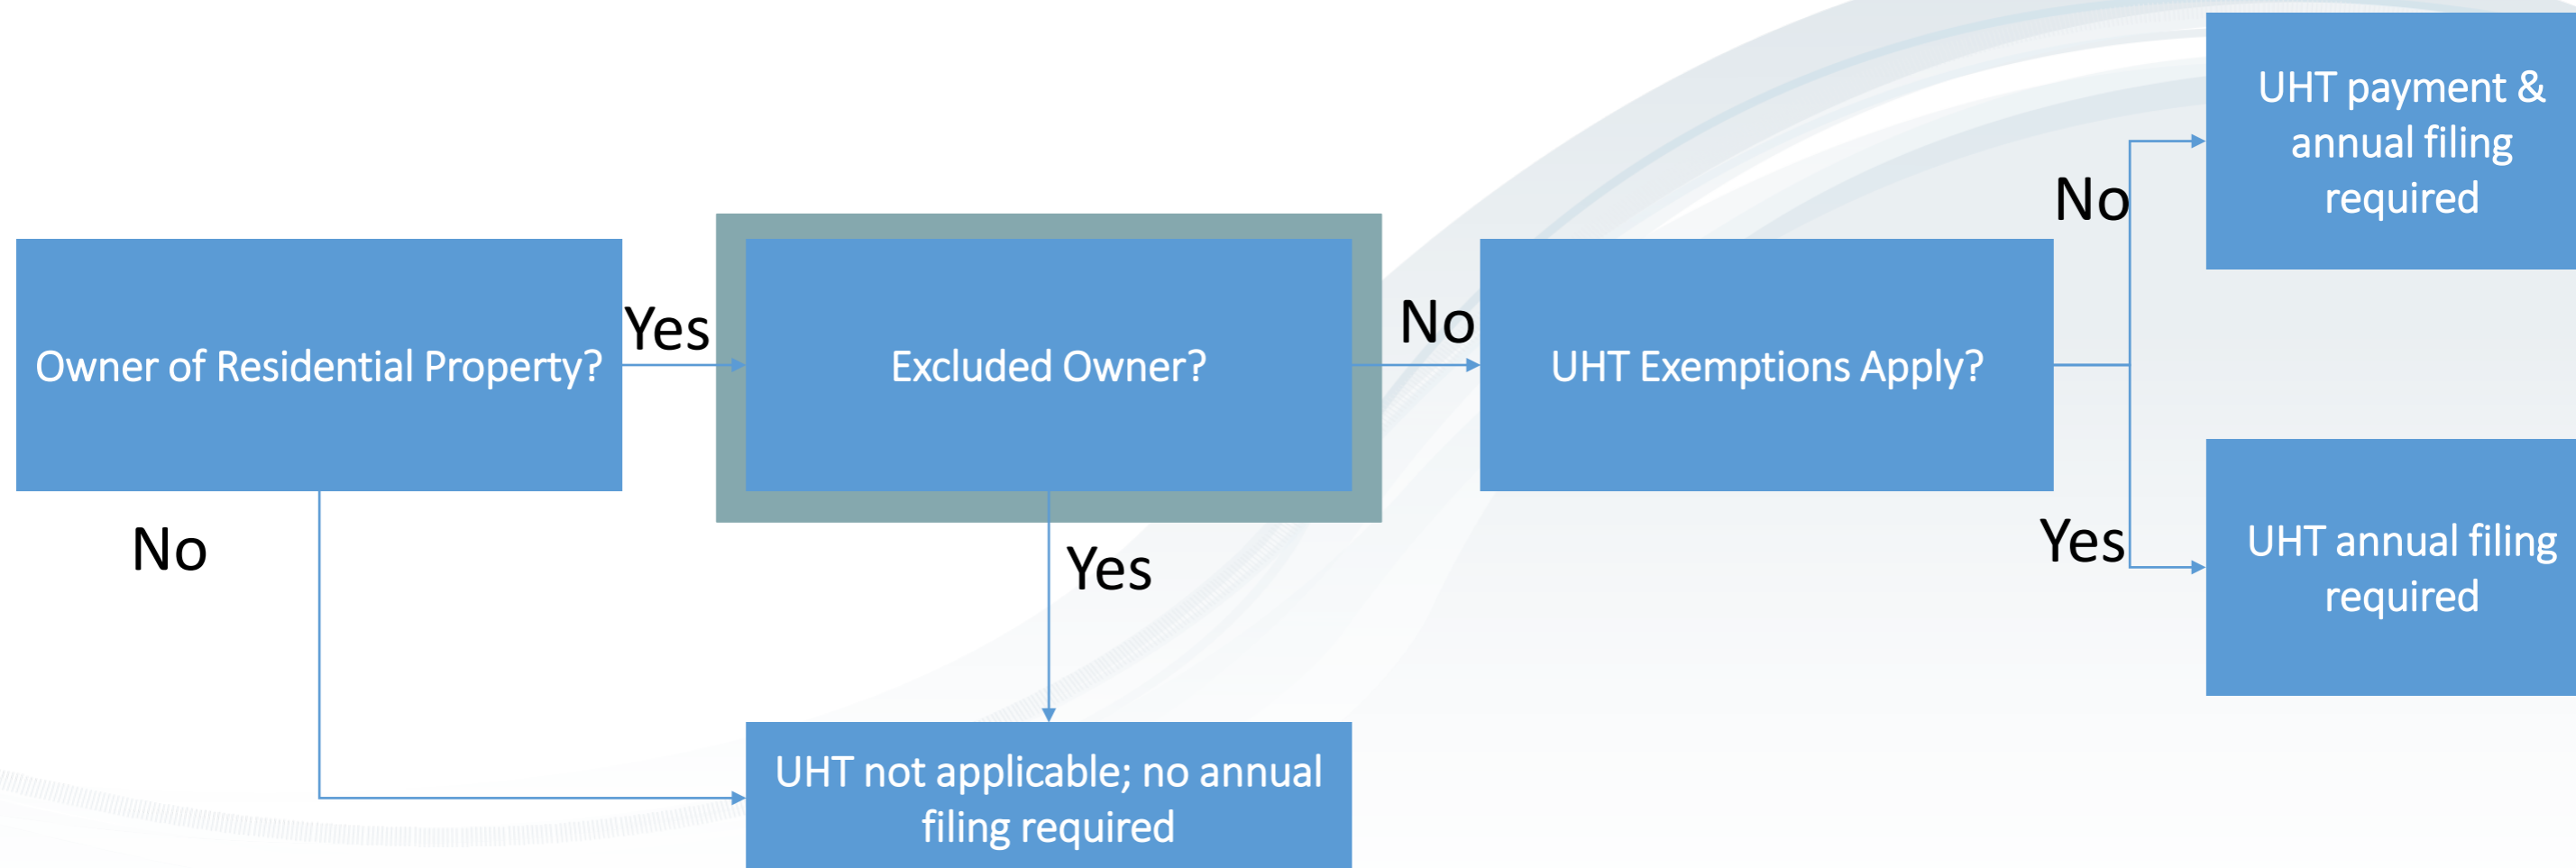 UHT payment &
annual filing
required
No
Owner of Residential Property?
Yes
Excluded Owner?
No
UHT Exemptions Apply?
No
Yes
Yes
UHT annual filing
required
UHT not applicable; no annual
filing required